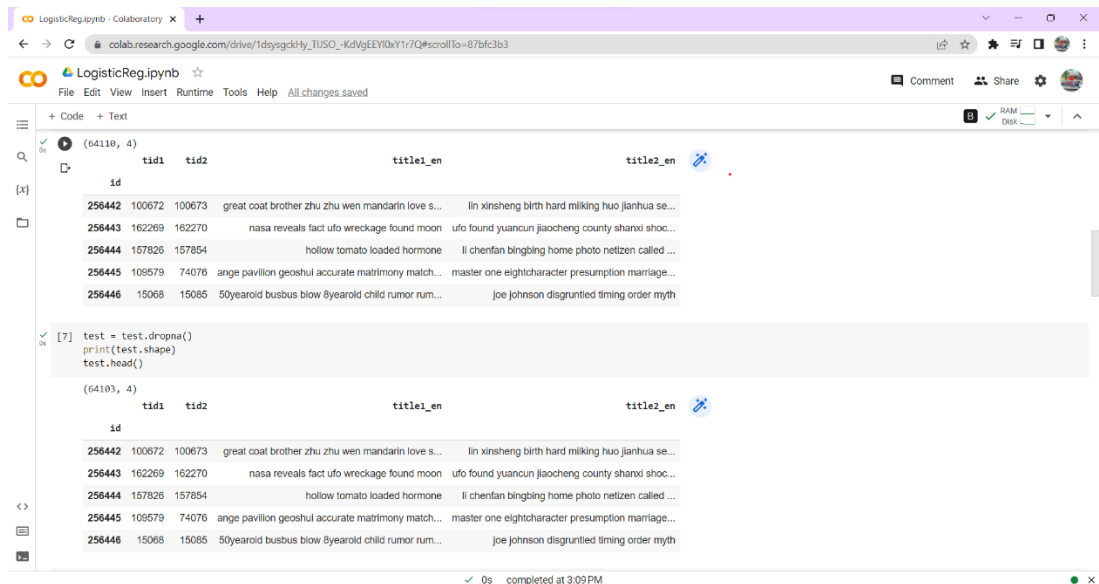 CO LogisticReg.ipynb - Colaboratory × +
colab.research.google.com/drive/1dsysgckHy_TIJSO_-KdVgEEYl0xY1r7Q#scrollTo=87bfc3b3
CO LogisticReg.ipynb
Comment Share
File Edit View Insert Runtime Tools Help All changes saved
+ Code + Text
B RAM
Disk
0s (64110, 4)
tid1 tid2 title1_en title2_en
id
{x}
256442 100672 100673 great coat brother zhu zhu wen mandarin love s... lin xinsheng birth hard milking huo jianhua se...
256443 162269 162270 nasa reveals fact ufo wreckage found moon ufo found yuancun jiaocheng county shanxi shoc...
256444 157826 157854 hollow tomato loaded hormone li chenfan bingbing home photo netizen called ...
256445 109579 74076 ange pavilion geoshui accurate matrimony match... master one eightcharacter presumption marriage...
256446 15068 15085 50yearold busbus blow 8yearold child rumor rum... joe johnson disgruntled timing order myth
0s [7] test = test.dropna()
print(test.shape)
test.head()
(64103, 4)
tid1 tid2 title1_en title2_en
id
256442 100672 100673 great coat brother zhu zhu wen mandarin love s... lin xinsheng birth hard milking huo jianhua se...
256443 162269 162270 nasa reveals fact ufo wreckage found moon ufo found yuancun jiaocheng county shanxi shoc...
256444 157826 157854 hollow tomato loaded hormone li chenfan bingbing home photo netizen called ...
256445 109579 74076 ange pavilion geoshui accurate matrimony match... master one eightcharacter presumption marriage...
256446 15068 15085 50yearold busbus blow 8yearold child rumor rum... joe johnson disgruntled timing order myth
0s completed at 3:09 PM